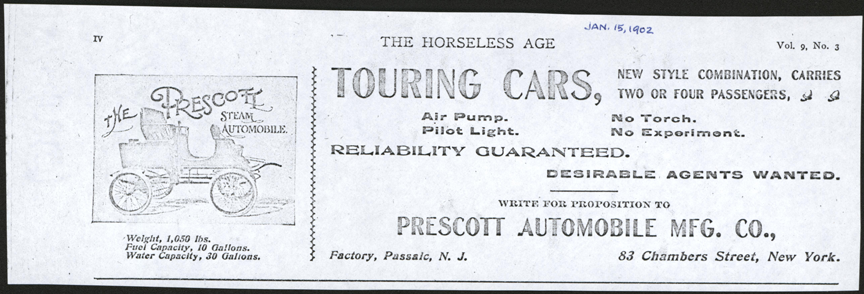 JAN. 15, 1902
IV
THE HORSELESS AGE
Vol. 9, No. 3
THE PRESCOTT
STEAM
AUTOMOBILE.
Weight, 1,050 lbs.
Fuel Capacity, 10 Gallons.
Water Capacity, 30 Gallons.
TOURING CARS,
NEW STYLE COMBINATION, CARRIES
TWO OR FOUR PASSENGERS,
Air Pump.
No Torch.
Pilot Light.
No Experiment.
RELIABILITY GUARANTEED.
DESIRABLE AGENTS WANTED.
WRITE FOR PROPOSITION TO
PRESCOTT AUTOMOBILE MFG. CO.,
Factory, Passaic, N. J.
83 Chambers Street, New York.